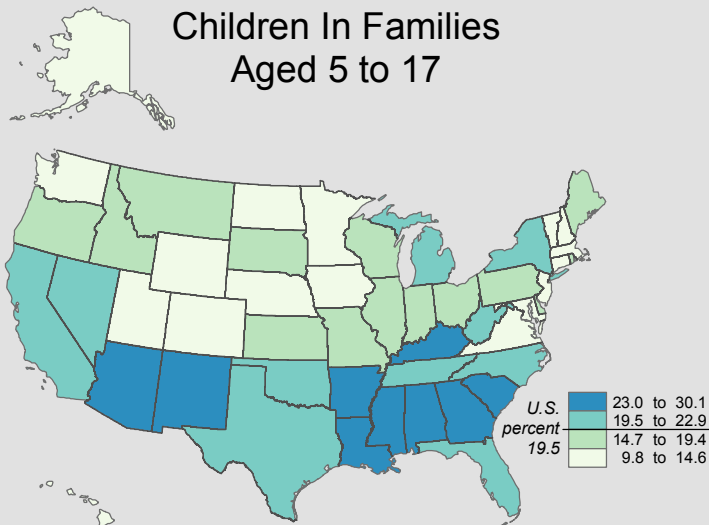 Children In Families
Aged 5 to 17
U.S.
percent
19.5
23.0 to 30.1
19.5 to 22.9
14.7 to 19.4
9.8 to 14.6